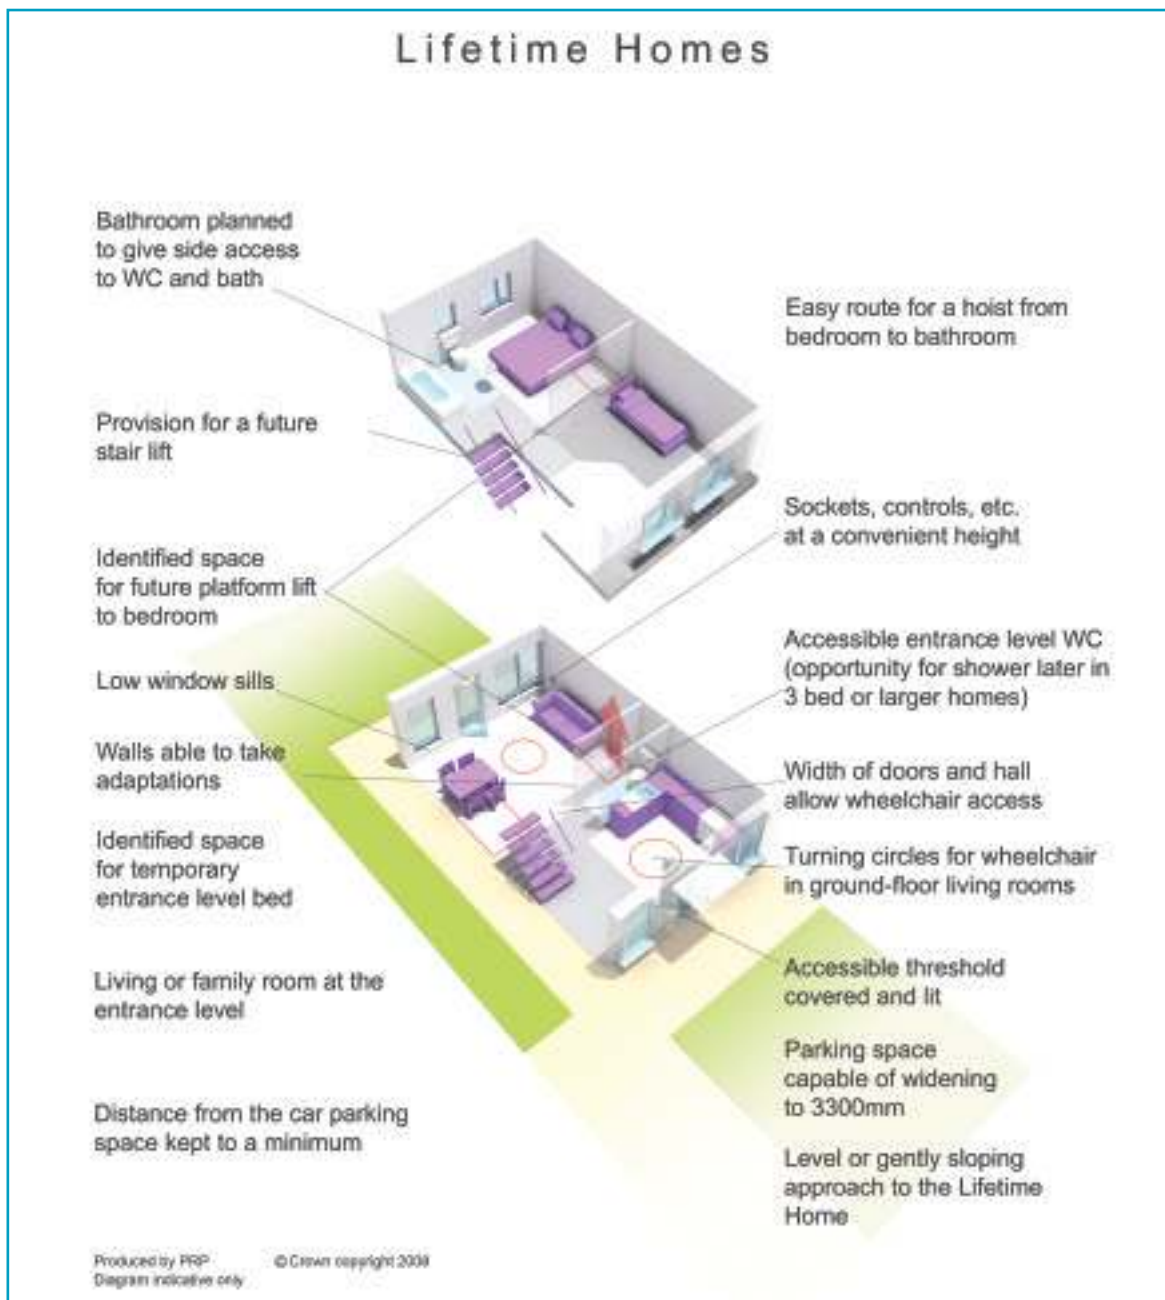 Lifetime Homes
Bathroom planned
to give side access
to WC and bath
Provision for a future
stair lift
Identified space
for future platform lift
to bedroom
Low window sills
Walls able to take
adaptations
Identified space
for temporary
entrance level bed
Living or family room at the
entrance level
Distance from the car parking
space kept to a minimum
Easy route for a hoist from
bedroom to bathroom
Sockets, controls, etc.
at a convenient height
Accessible entrance level WC
(opportunity for shower later in
3 bed or larger homes)
Width of doors and hall
allow wheelchair access
Turning circles for wheelchair
in ground-floor living rooms
Accessible threshold
covered and lit
Parking space
capable of widening
to 3300mm
Level or gently sloping
approach to the Lifetime
Home
Produced by PRP © Crown copyright 2008
Diagram indicative only